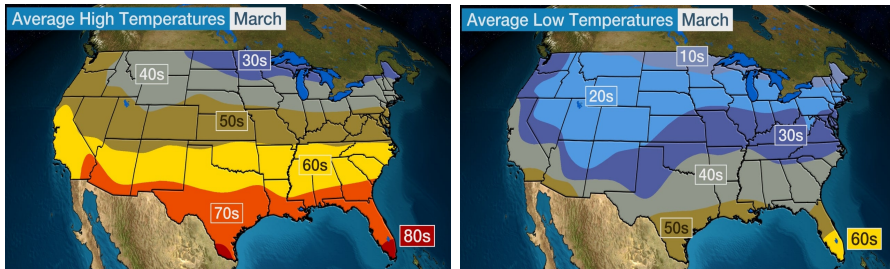 Average High Temperatures March
30s
40s
50s
60s
70s
80s
Average Low Temperatures March
10s
20s
30s
40s
50s
60s